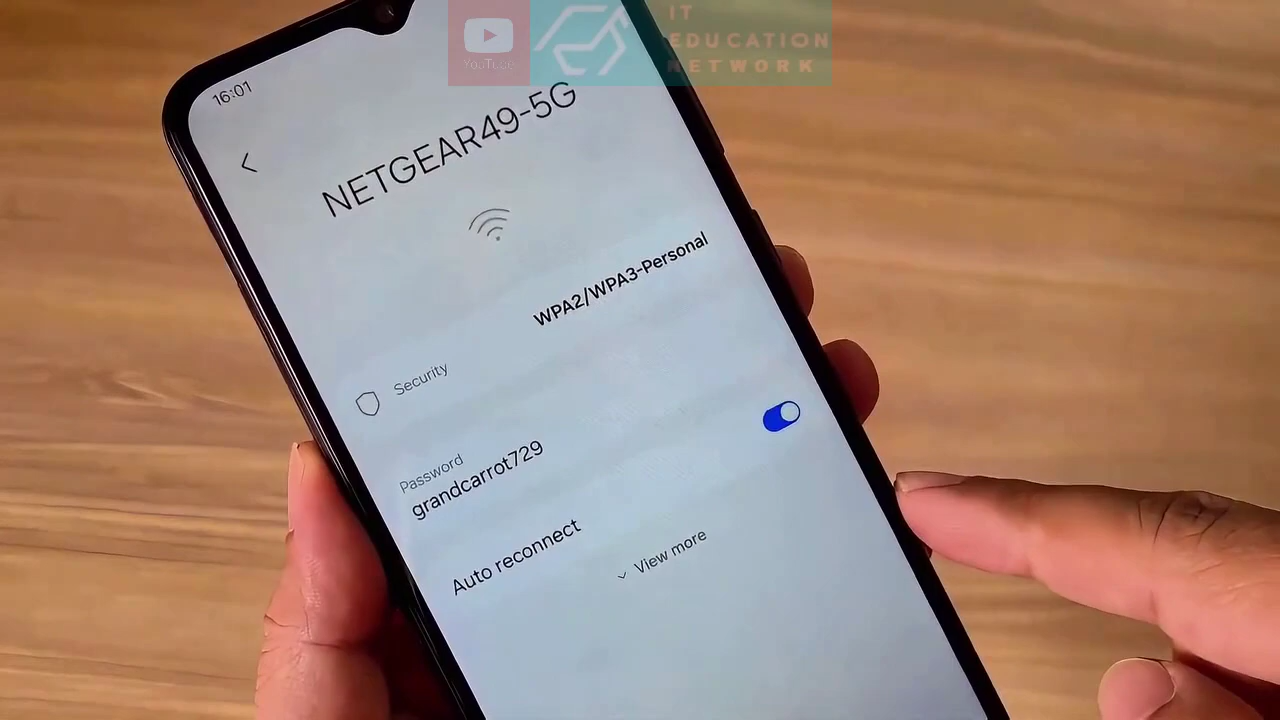 YouTube
IT
EDUCATION
NETWORK
16:01
NETGEAR49-5G
Security
WPA2/WPA3-Personal
Password
grandcarrot729
Auto reconnect
View more